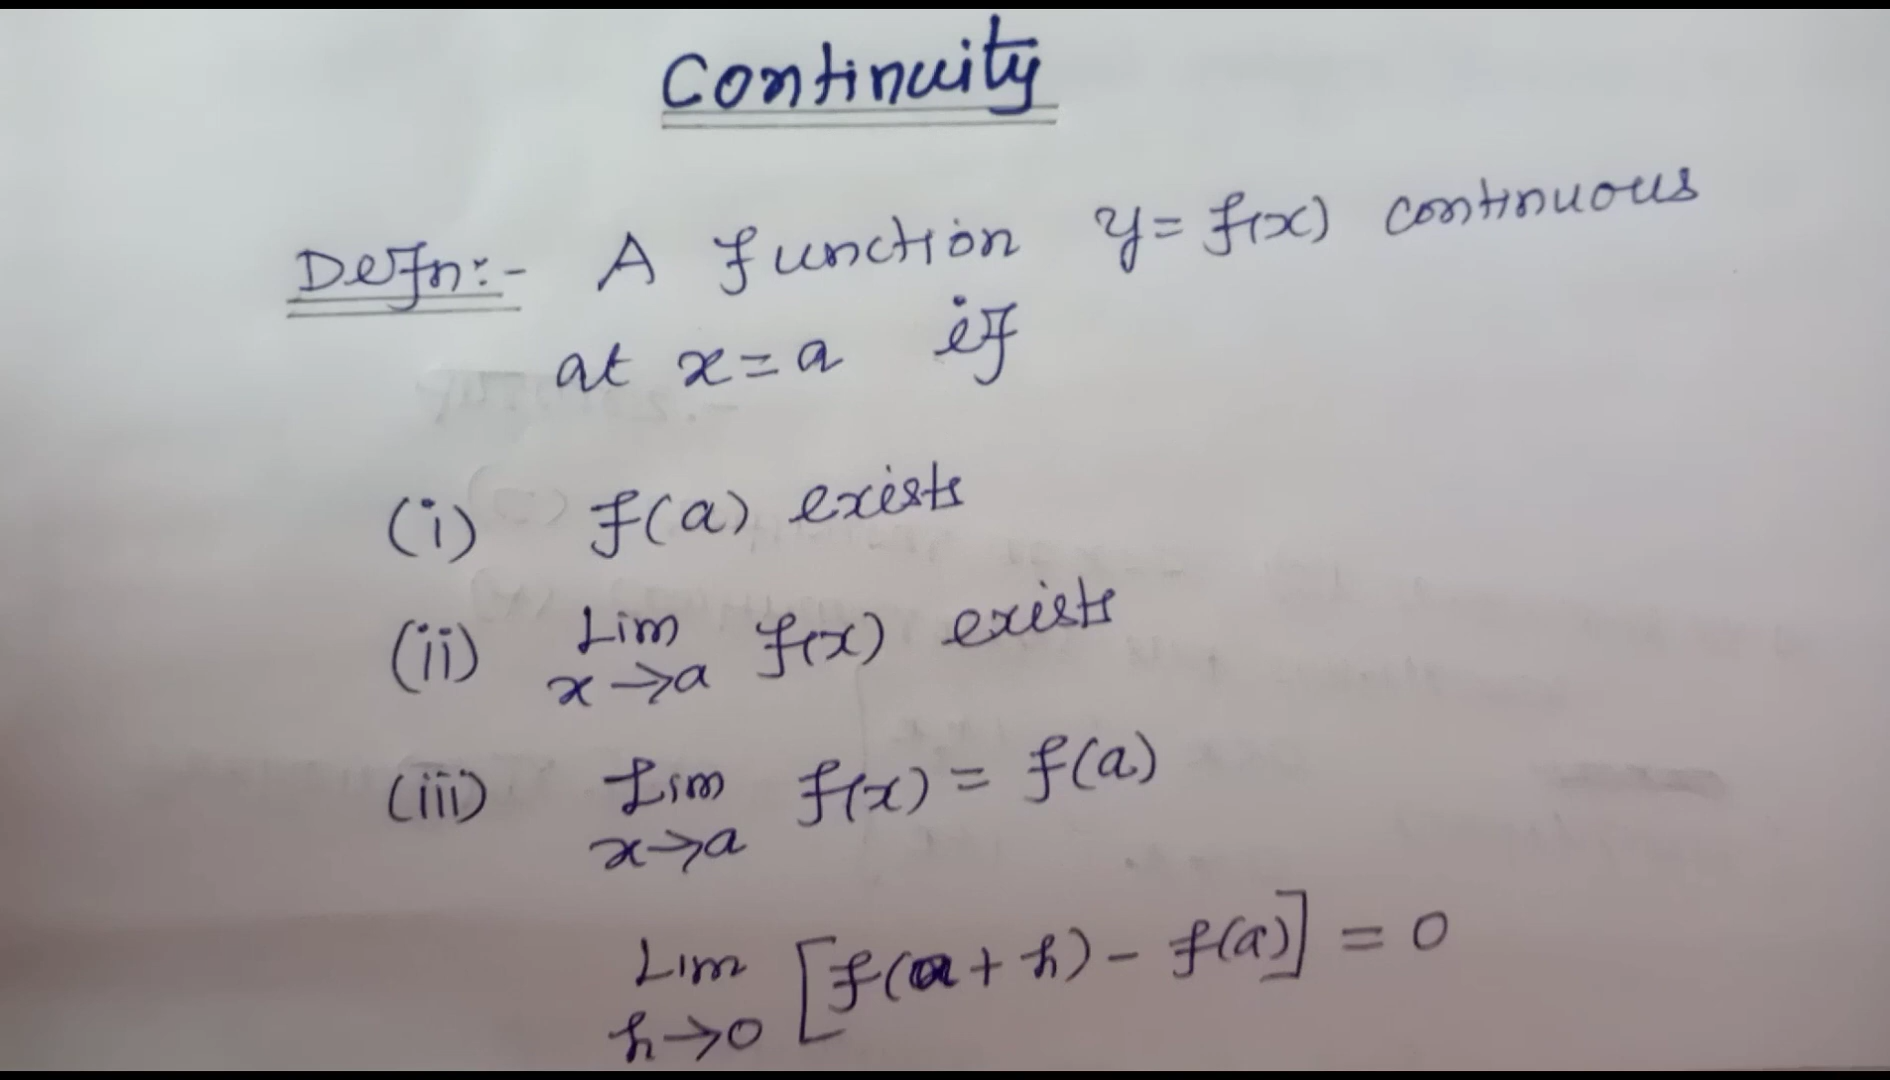 Continuity
Defn:- A function y = f(x) continuous
at x = a if
(i) f(a) exists
(ii) Lim f(x) exists
x→a
(iii) Lim f(x) = f(a)
x→a
Lim [f(a+h) - f(a)] = 0
h→0